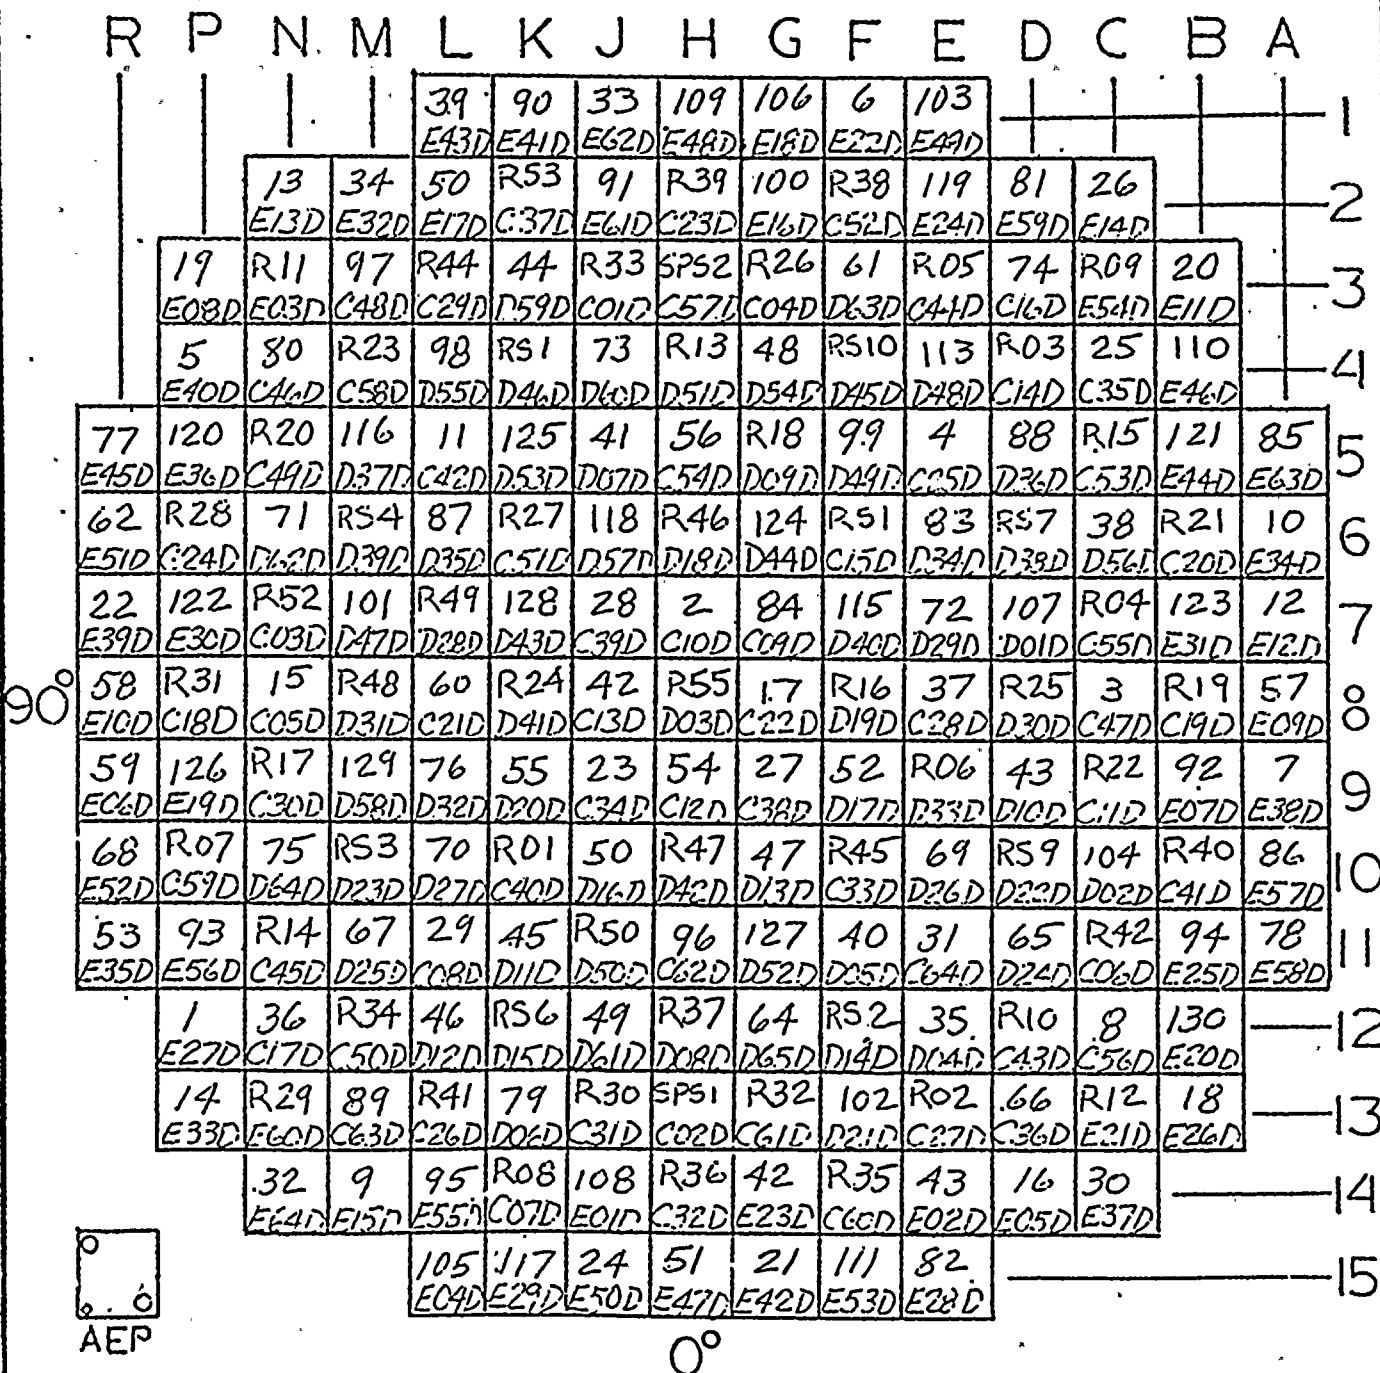 R P N M L K J H G F E D C B A
39 90 33 109 106 6 103 1
E43D E41D E62D E48D E18D E22D E49D
13 34 50 R53 91 R39 100 R38 119 81 26 2
E13D E32D E17D C37D E61D C23D E16D C52D E24D E59D E14D
19 R11 97 R44 44 R33 SPS2 R26 61 R05 74 R09 20 3
E08D E03D C48D C29D D59D C01D C57D C04D D63D C44D C16D E54D E11D
5 80 R23 98 RS1 73 R13 48 RS10 113 R03 25 110 4
E40D C46D C58D D55D D46D D60D D51D D54D D45D D48D C14D C35D E46D
77 120 R20 116 11 125 41 56 R18 99 4 88 R15 121 85 5
E45D E36D C49D D37D C42D D53D D07D C54D D09D D49D C25D D36D C53D E44D E63D
62 R28 71 RS4 87 R27 118 R46 124 R51 83 RS7 38 R21 10 6
E51D C24D D62D D39D D35D C51D D57D D18D D44D C15D D34D D38D D56D C20D E34D
22 122 R52 101 R49 128 28 2 84 115 72 107 R04 123 12 7
E39D E30D C03D D47D D28D D43D C39D C10D C09D D40D D29D D01D C55D E31D E12D
90° 58 R31 15 R48 60 R24 42 R55 17 R16 37 R25 3 R19 57 8
E10D C18D C05D D31D C21D D41D C13D D03D C22D D19D C28D D30D C47D C19D E09D
59 126 R17 129 76 55 23 54 27 52 R06 43 R22 92 7 9
E06D E19D C30D D58D D32D D20D C34D C12D C38D D17D D33D D10D C11D E07D E38D
68 R07 75 RS3 70 R01 50 R47 47 R45 69 RS9 104 R40 86 10
E52D C59D D64D D23D D27D C40D D16D D42D D13D C33D D26D D22D D02D C41D E57D
53 93 R14 67 29 45 R50 96 127 40 31 65 R42 94 78 11
E35D E56D C45D D25D C08D D11D D50D C62D D52D D05D C64D D24D C06D E25D E58D
1 36 R34 46 RS6 49 R37 64 RS2 35 R10 8 130 12
E27D C17D C50D D12D D15D D61D D08D D65D D14D D04D C43D C56D E20D
14 R29 89 R41 79 R30 SPS1 R32 102 R02 66 R12 18 13
E33D E60D C63D C26D D06D C31D C02D C61D D21D C27D C36D E21D E26D
32 9 95 R08 108 R36 42 R35 43 16 30 14
E64D E15D E55D C07D E01D C32D E23D C60D E02D E05D E37D
105 117 24 51 21 111 82 15
E04D E29D E50D E47D E42D E53D E28D
AEP
0°